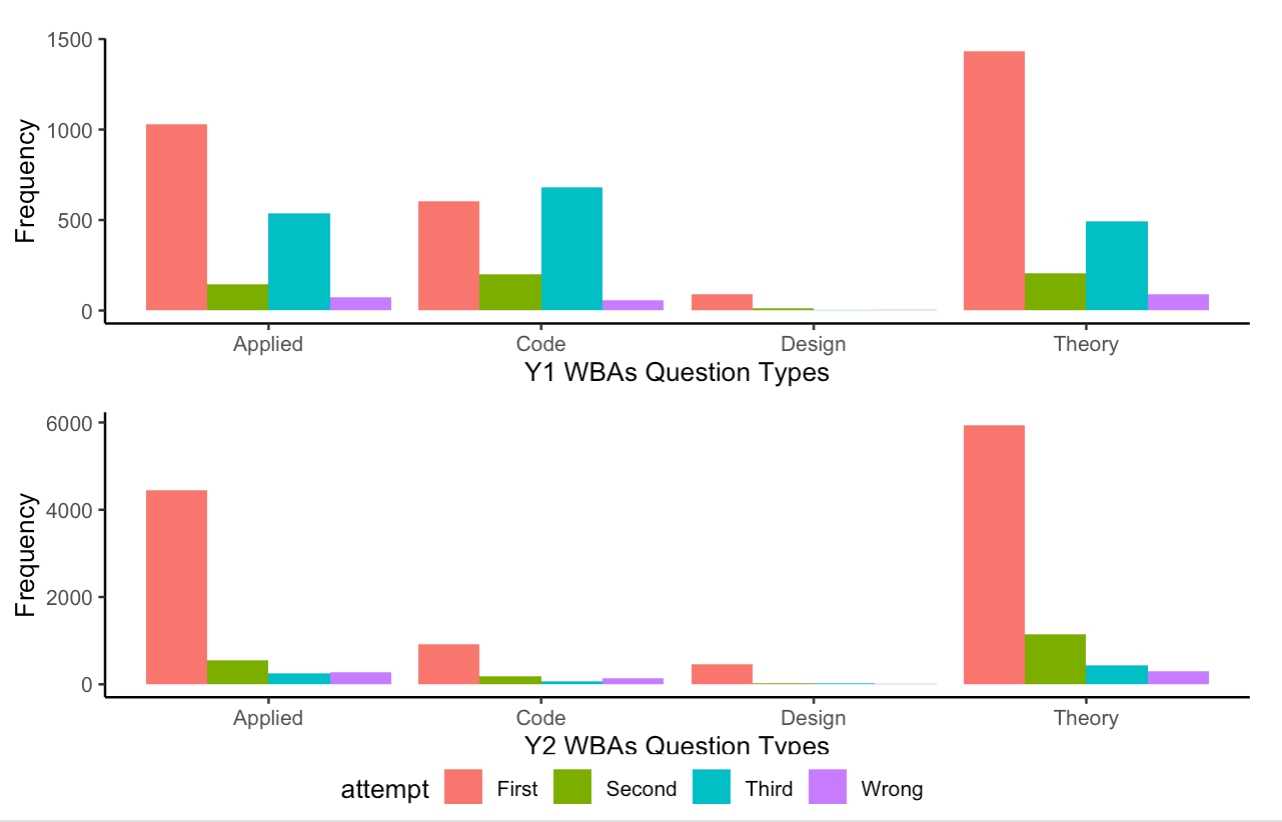 1500
1000
500
0
Frequency
Applied Code Design Theory
Y1 WBAs Question Types
6000
4000
2000
0
Frequency
Applied Code Design Theory
Y2 WBAs Question Types
attempt First Second Third Wrong